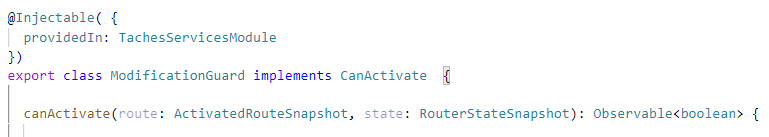 @Injectable( {
providedIn: TachesServicesModule
})
export class ModificationGuard implements CanActivate  {
canActivate(route: ActivatedRouteSnapshot, state: RouterStateSnapshot): Observable<boolean> {